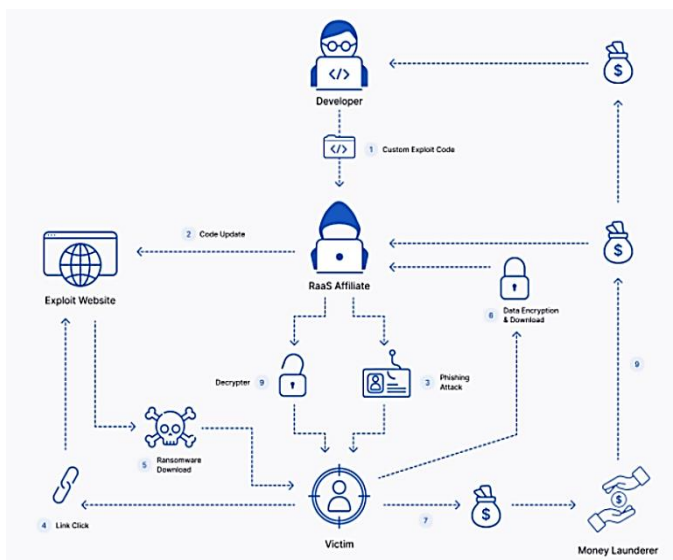 </>
Developer
</>
1 Custom Exploit Code
$
2 Code Update
$
Exploit Website
RaaS Affiliate
6 Data Encryption
& Download
Decrypter 9
3 Phishing
Attack
9
5 Ransomware
Download
4 Link Click
7
$
$
Victim
Money Launderer